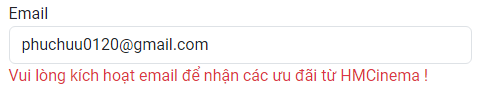 Email
phuchuu0120@gmail.com
Vui lòng kích hoạt email để nhận các ưu đãi từ HMCinema !